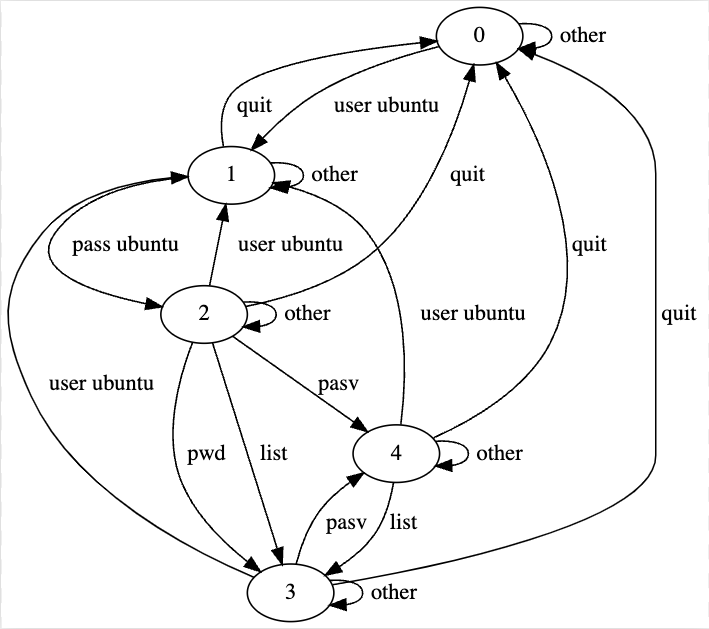 0
other
quit
user ubuntu
1
other
quit
pass ubuntu
user ubuntu
quit
2
other
user ubuntu
quit
user ubuntu
pasv
pwd
list
4
other
pasv
list
3
other